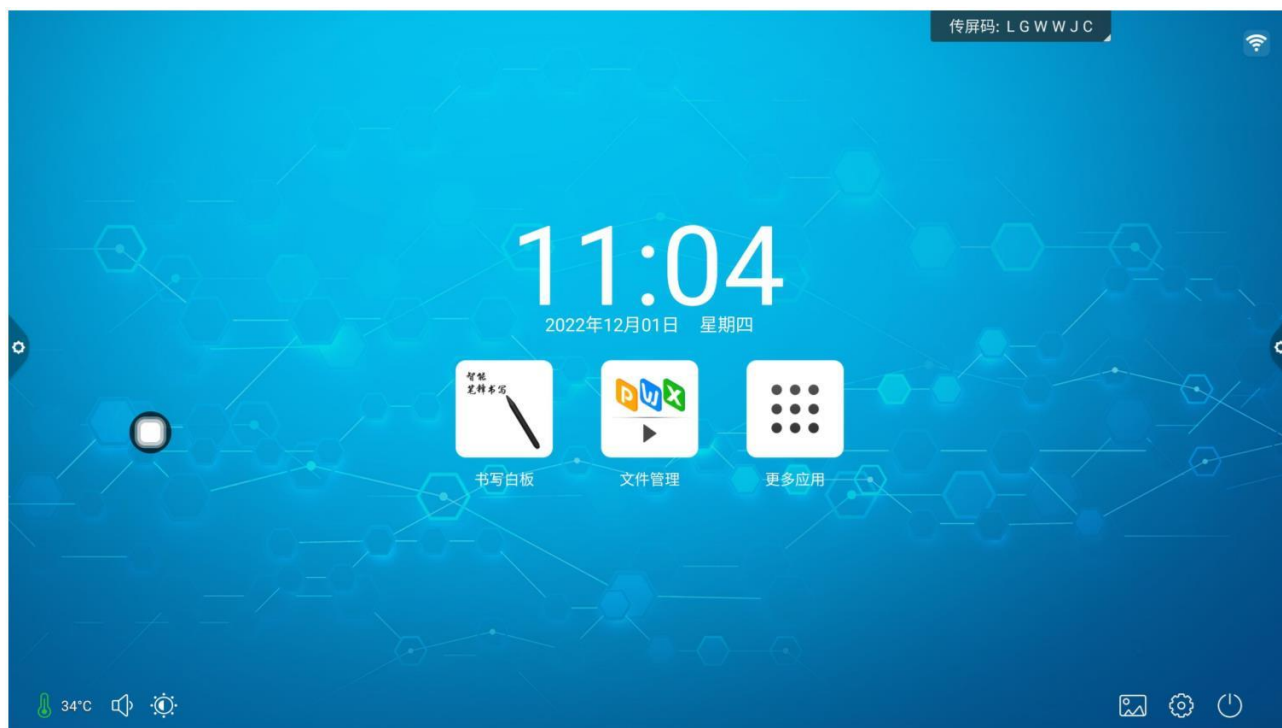 传屏码: L G W W J C
11:04
2022年12月01日 星期四
智能
笔锋书写
P W X
书写白板
文件管理
更多应用
34°C